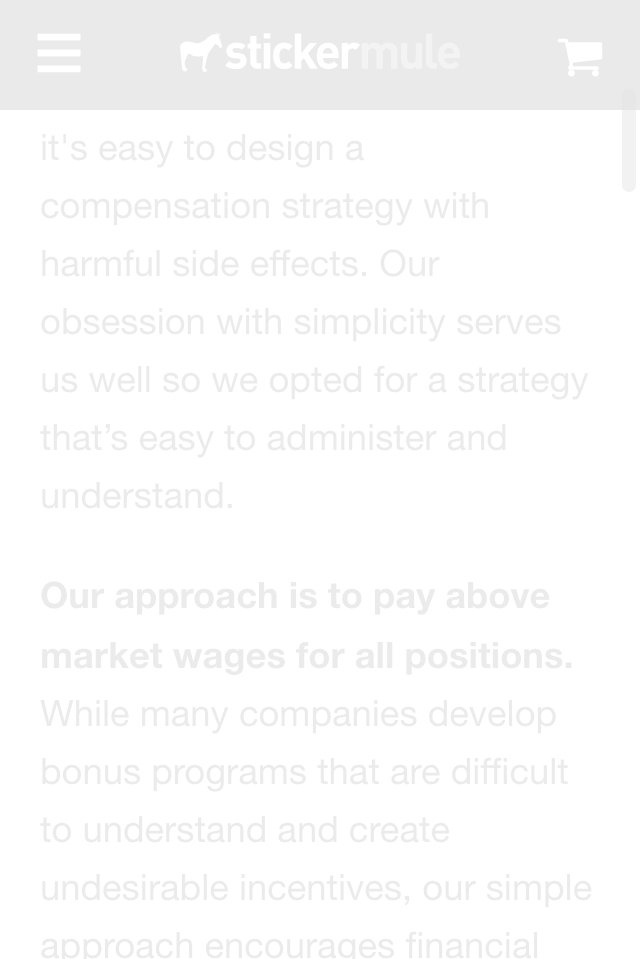 stickermule
it's easy to design a
compensation strategy with
harmful side effects. Our
obsession with simplicity serves
us well so we opted for a strategy
that’s easy to administer and
understand.
Our approach is to pay above
market wages for all positions.
While many companies develop
bonus programs that are difficult
to understand and create
undesirable incentives, our simple
approach encourages financial